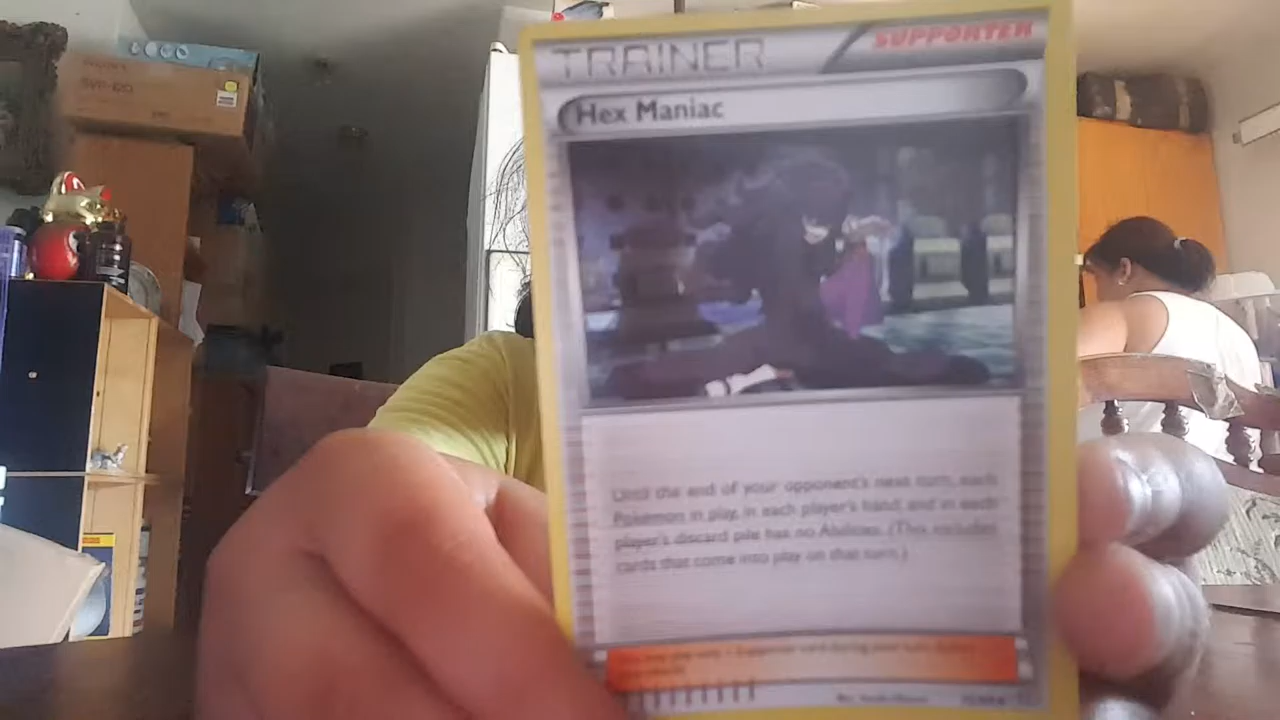 SONY
TRAINER
SUPPORTER
Hex Maniac
Until the end of your opponent's next turn, each
Pokémon in play, in each player's hand, and in each
player's discard pile has no Abilities. (This includes
cards that come into play on that turn.)